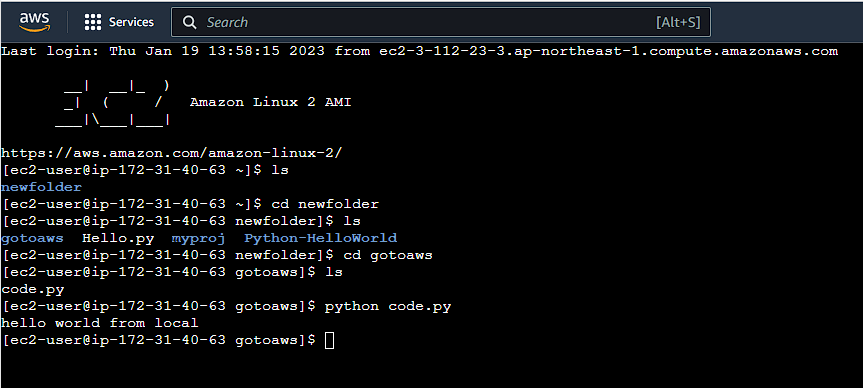 aws Services Search [Alt+S]
Last login: Thu Jan 19 13:58:15 2023 from ec2-3-112-23-3.ap-northeast-1.compute.amazonaws.com
__|  __|_  )
_|  (     /   Amazon Linux 2 AMI
___|\___|___|
https://aws.amazon.com/amazon-linux-2/
[ec2-user@ip-172-31-40-63 ~]$ ls
newfolder
[ec2-user@ip-172-31-40-63 ~]$ cd newfolder
[ec2-user@ip-172-31-40-63 newfolder]$ ls
gotoaws  Hello.py  myproj  Python-HelloWorld
[ec2-user@ip-172-31-40-63 newfolder]$ cd gotoaws
[ec2-user@ip-172-31-40-63 gotoaws]$ ls
code.py
[ec2-user@ip-172-31-40-63 gotoaws]$ python code.py
hello world from local
[ec2-user@ip-172-31-40-63 gotoaws]$